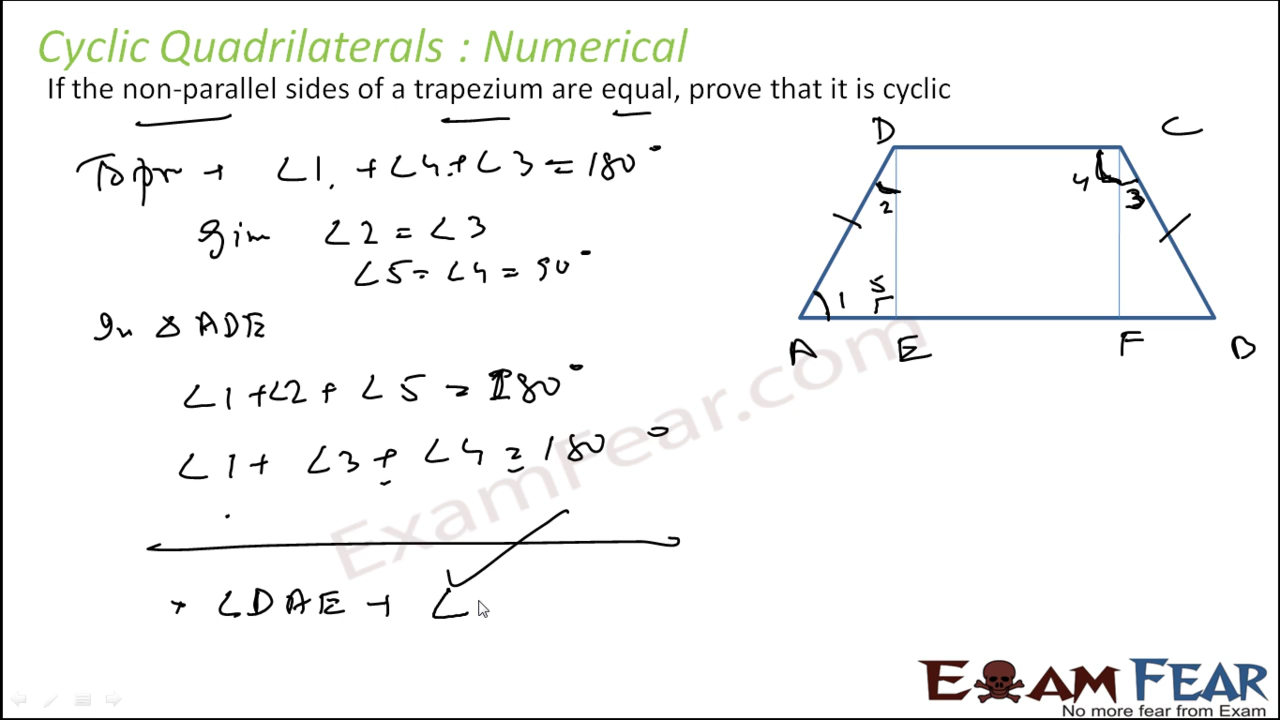 Cyclic Quadrilaterals : Numerical
If the non-parallel sides of a trapezium are equal, prove that it is cyclic
To pr + ∠1 + ∠4 + ∠3 = 180°
∠2 = ∠3
∠5 = ∠4 = 90°
In Δ ADE
∠1 + ∠2 + ∠5 = 180°
∠1 + ∠3 + ∠4 = 180°
∠DAE + ∠
D
C
2
4
3
1
5
A
E
F
B
ExamFear.com
EXAM FEAR
No more fear from Exam